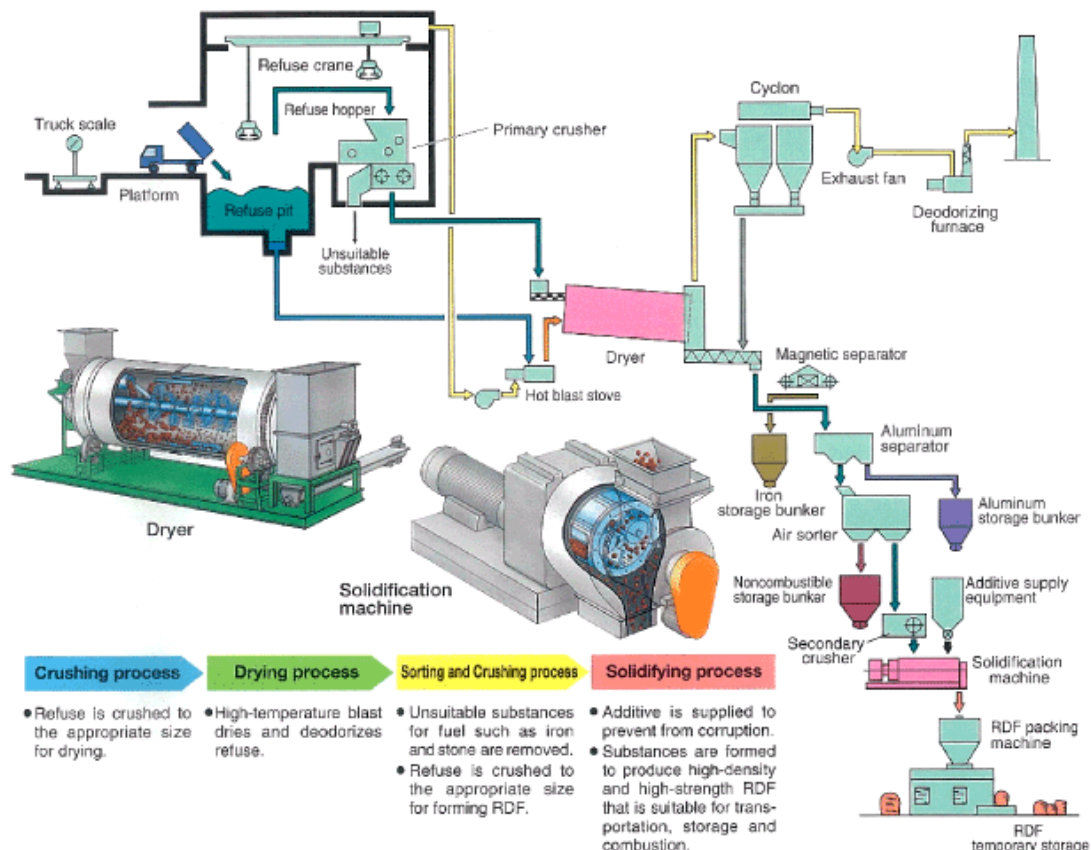 Refuse crane
Refuse hopper
Truck scale
Primary crusher
Platform
Refuse pit
Unsuitable
substances
Cyclon
Exhaust fan
Deodorizing
furnace
Dryer
Magnetic separator
Hot blast stove
Aluminum
separator
Iron
storage bunker
Aluminum
storage bunker
Air sorter
Dryer
Solidification
machine
Noncombustible
storage bunker
Additive supply
equipment
Secondary
crusher
Solidification
machine
RDF packing
machine
RDF
temporary storage
Crushing process
• Refuse is crushed to
the appropriate size
for drying.
Drying process
• High-temperature blast
dries and deodorizes
refuse.
Sorting and Crushing process
• Unsuitable substances
for fuel such as iron
and stone are removed.
• Refuse is crushed to
the appropriate size
for forming RDF.
Solidifying process
• Additive is supplied to
prevent from corruption.
• Substances are formed
to produce high-density
and high-strength RDF
that is suitable for trans-
portation, storage and
combustion.